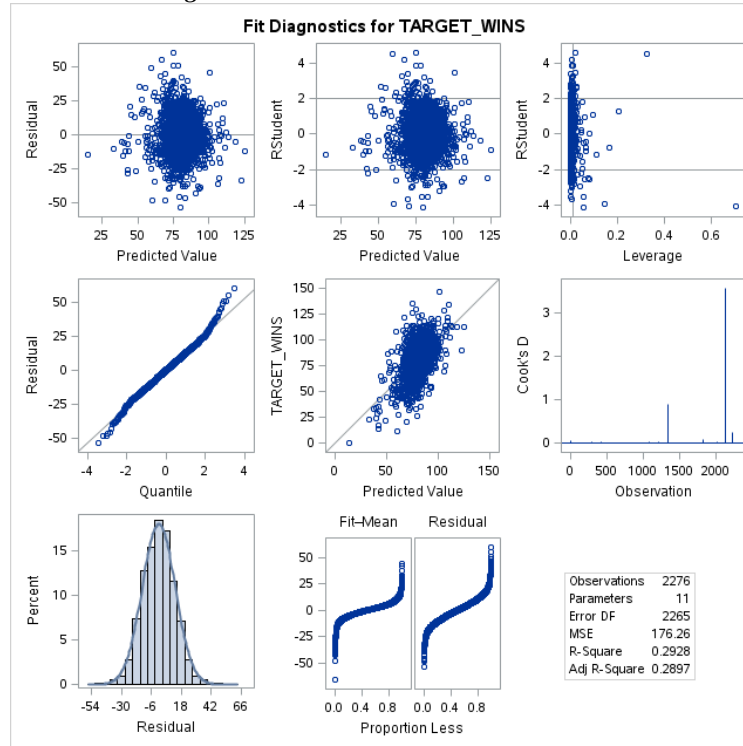 Fit Diagnostics for TARGET_WINS
50
25
0
-25
-50
Residual
25 50 75 100 125
Predicted Value
4
2
0
-2
-4
RStudent
25 50 75 100 125
Predicted Value
4
2
0
-2
-4
RStudent
0.0 0.2 0.4 0.6
Leverage
50
25
0
-25
-50
Residual
-4 -2 0 2 4
Quantile
150
125
100
75
50
25
0
TARGET_WINS
0 50 100 150
Predicted Value
3
2
1
0
Cook's D
0 500 1000 1500 2000
Observation
15
10
5
0
Percent
-54 -30 -6 18 42 66
Residual
Fit–Mean Residual
50
25
0
-25
-50
0.0 0.4 0.8 0.0 0.4 0.8
Proportion Less
Observations 2276
Parameters 11
Error DF 2265
MSE 176.26
R-Square 0.2928
Adj R-Square 0.2897